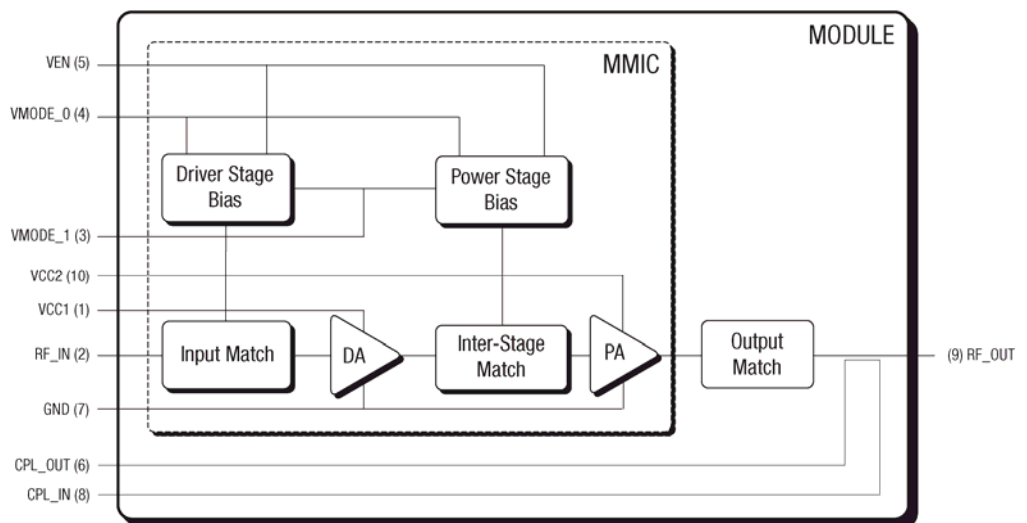 MODULE
MMIC
VEN (5)
VMODE_0 (4)
Driver Stage
Bias
Power Stage
Bias
VMODE_1 (3)
VCC2 (10)
VCC1 (1)
RF_IN (2)
Input Match
DA
Inter-Stage
Match
PA
Output
Match
(9) RF_OUT
GND (7)
CPL_OUT (6)
CPL_IN (8)